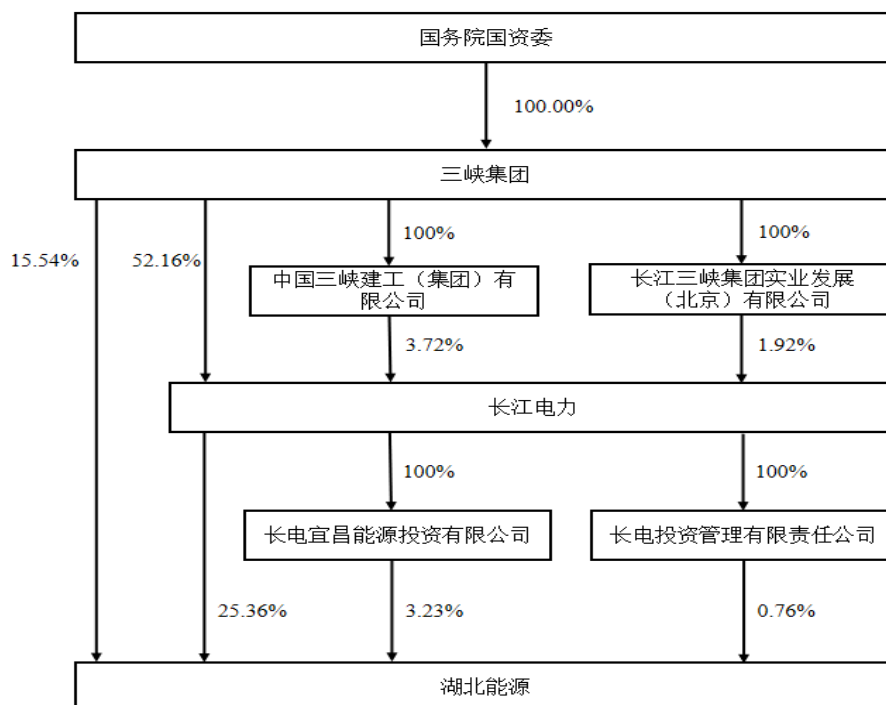 国务院国资委
100.00%
三峡集团
15.54%
52.16%
100%
100%
中国三峡建工（集团）有
限公司
长江三峡集团实业发展
（北京）有限公司
3.72%
1.92%
长江电力
100%
100%
长电宜昌能源投资有限公司
长电投资管理有限责任公司
25.36%
3.23%
0.76%
湖北能源